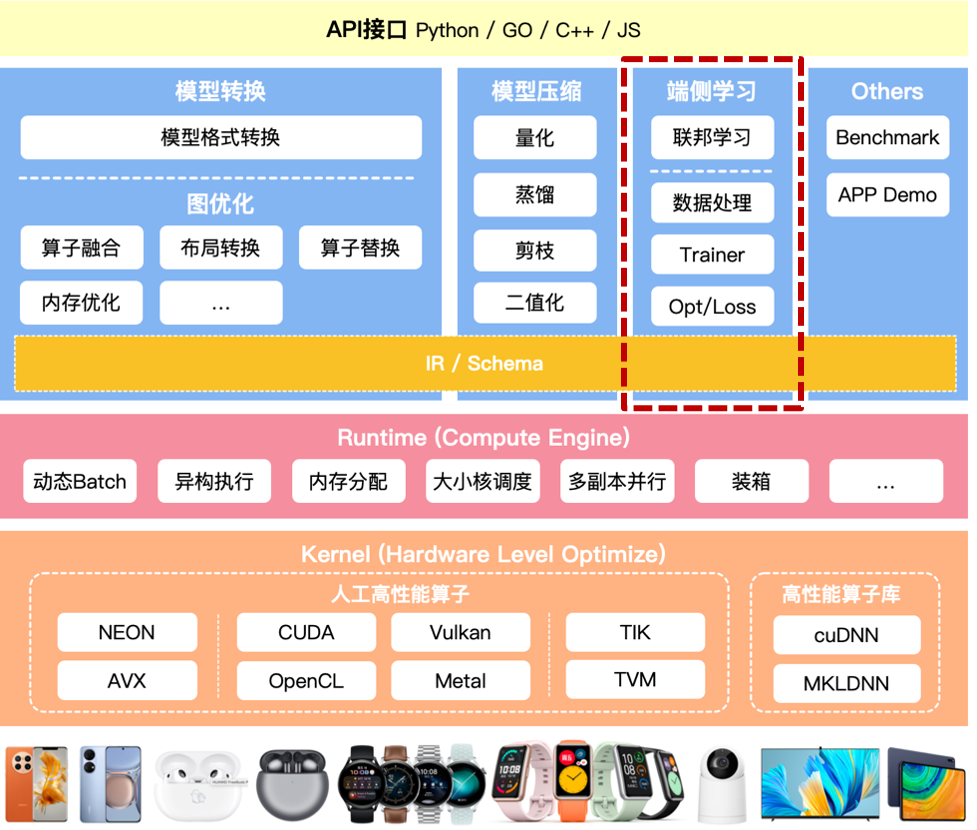 API接口 Python / GO / C++ / JS
模型转换
模型格式转换
图优化
算子融合
布局转换
算子替换
内存优化
...
模型压缩
量化
蒸馏
剪枝
二值化
端侧学习
联邦学习
数据处理
Trainer
Opt/Loss
Others
Benchmark
APP Demo
IR / Schema
Runtime (Compute Engine)
动态Batch
异构执行
内存分配
大小核调度
多副本并行
装箱
...
Kernel (Hardware Level Optimize)
人工高性能算子
NEON
CUDA
Vulkan
TIK
AVX
OpenCL
Metal
TVM
高性能算子库
cuDNN
MKLDNN